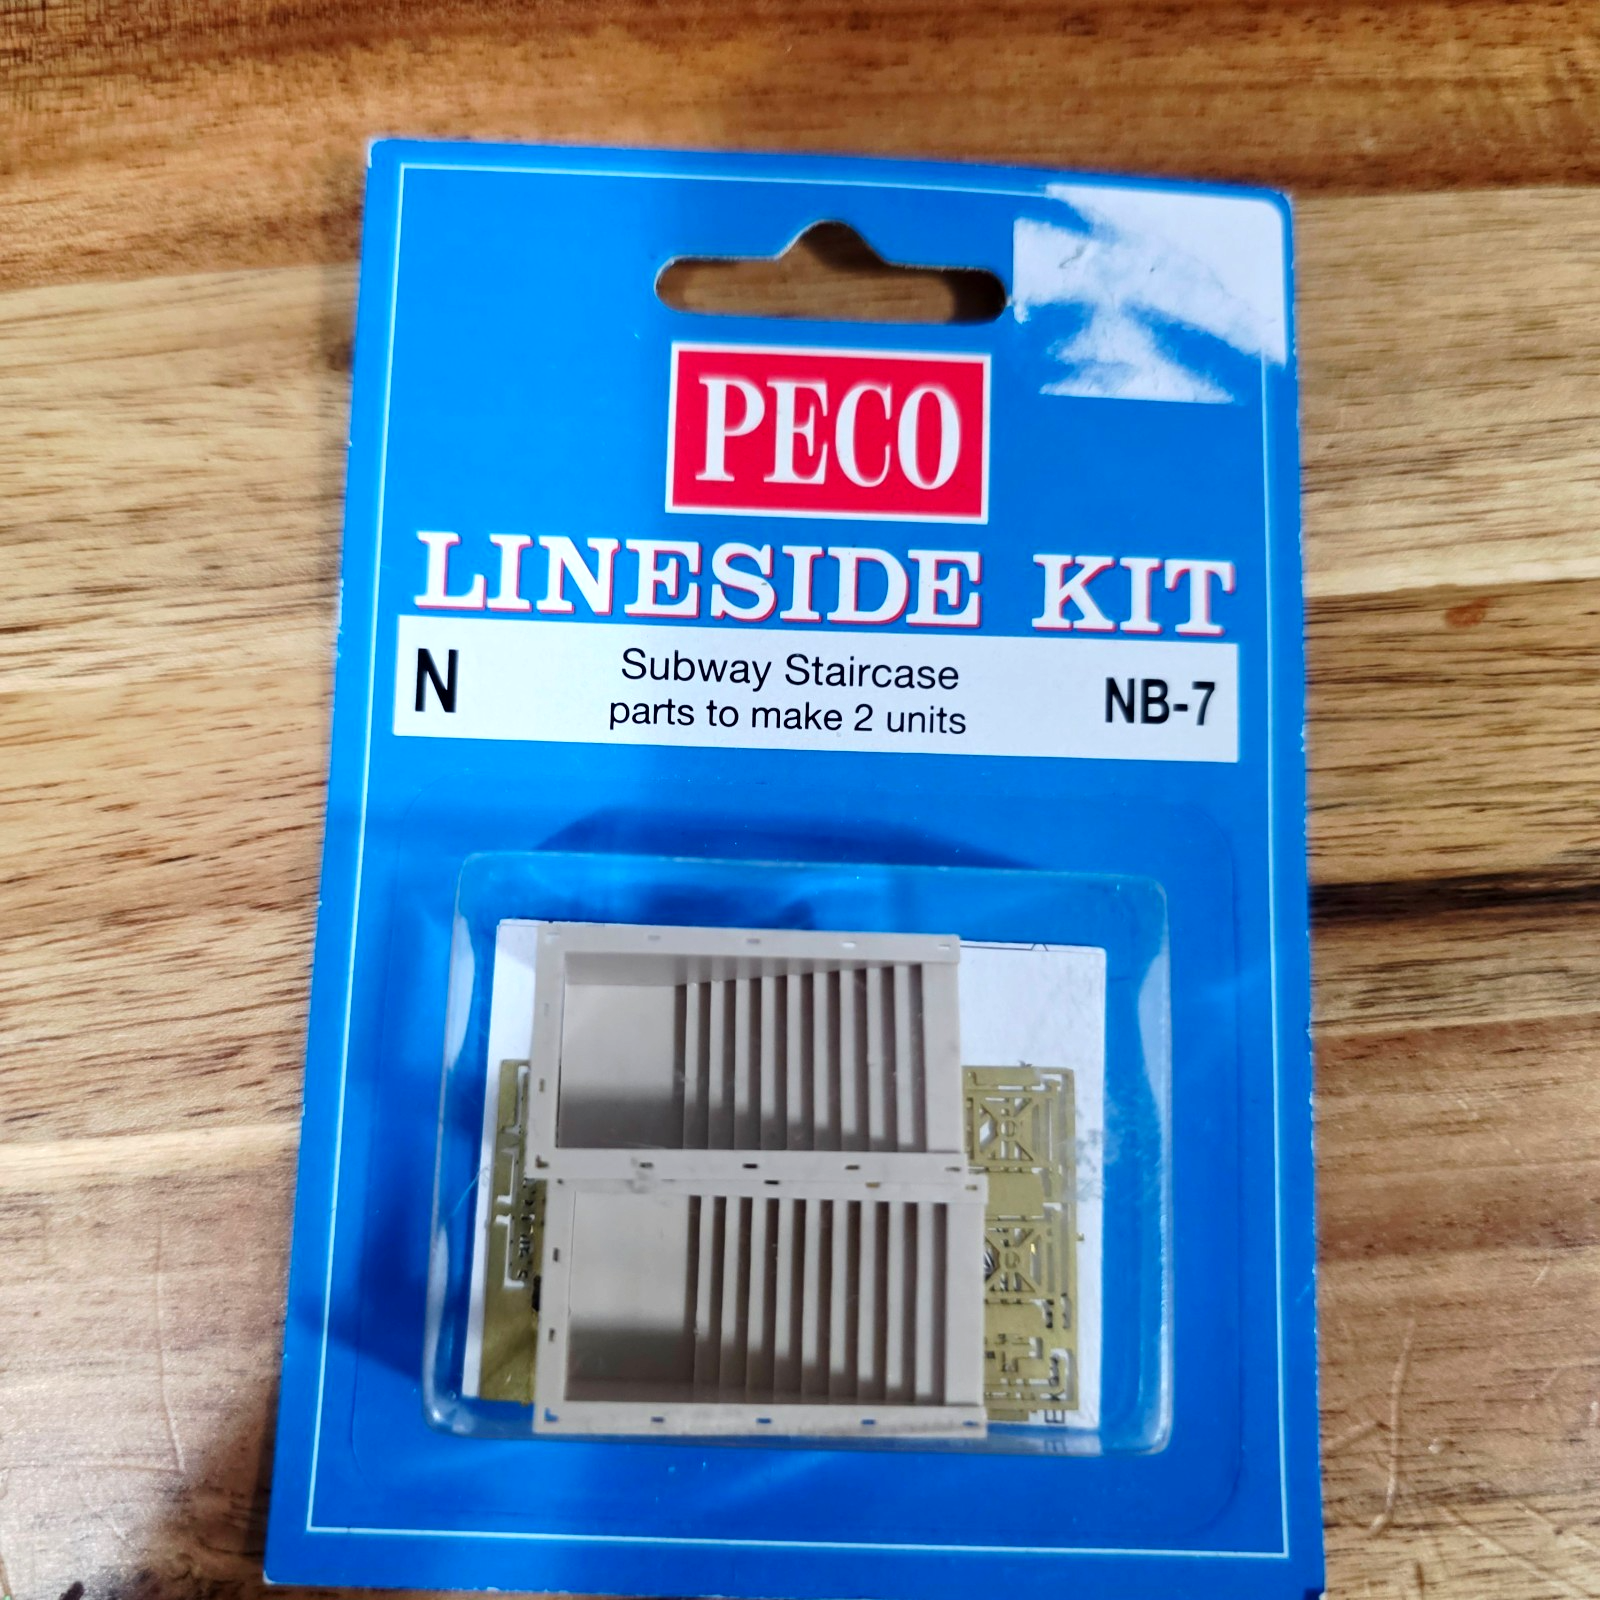 PECO
LINESIDE KIT
N
Subway Staircase
parts to make 2 units
NB-7